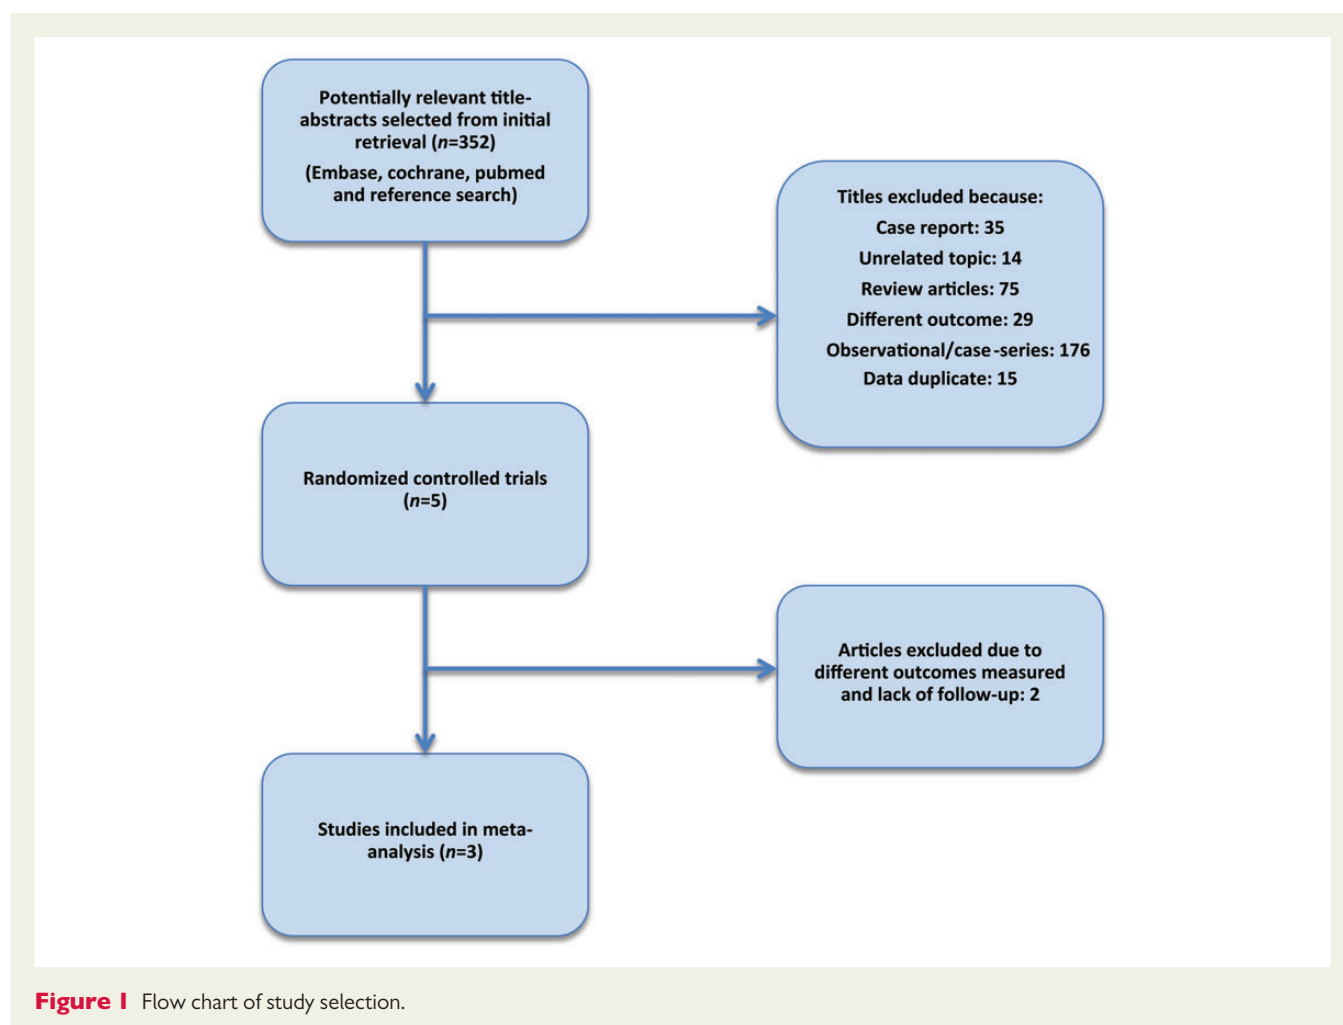 Potentially relevant title-
abstracts selected from initial
retrieval (n=352)
(Embase, cochrane, pubmed
and reference search)
Titles excluded because:
Case report: 35
Unrelated topic: 14
Review articles: 75
Different outcome: 29
Observational/case-series: 176
Data duplicate: 15
Randomized controlled trials
(n=5)
Articles excluded due to
different outcomes measured
and lack of follow-up: 2
Studies included in meta-
analysis (n=3)
Figure 1 Flow chart of study selection.